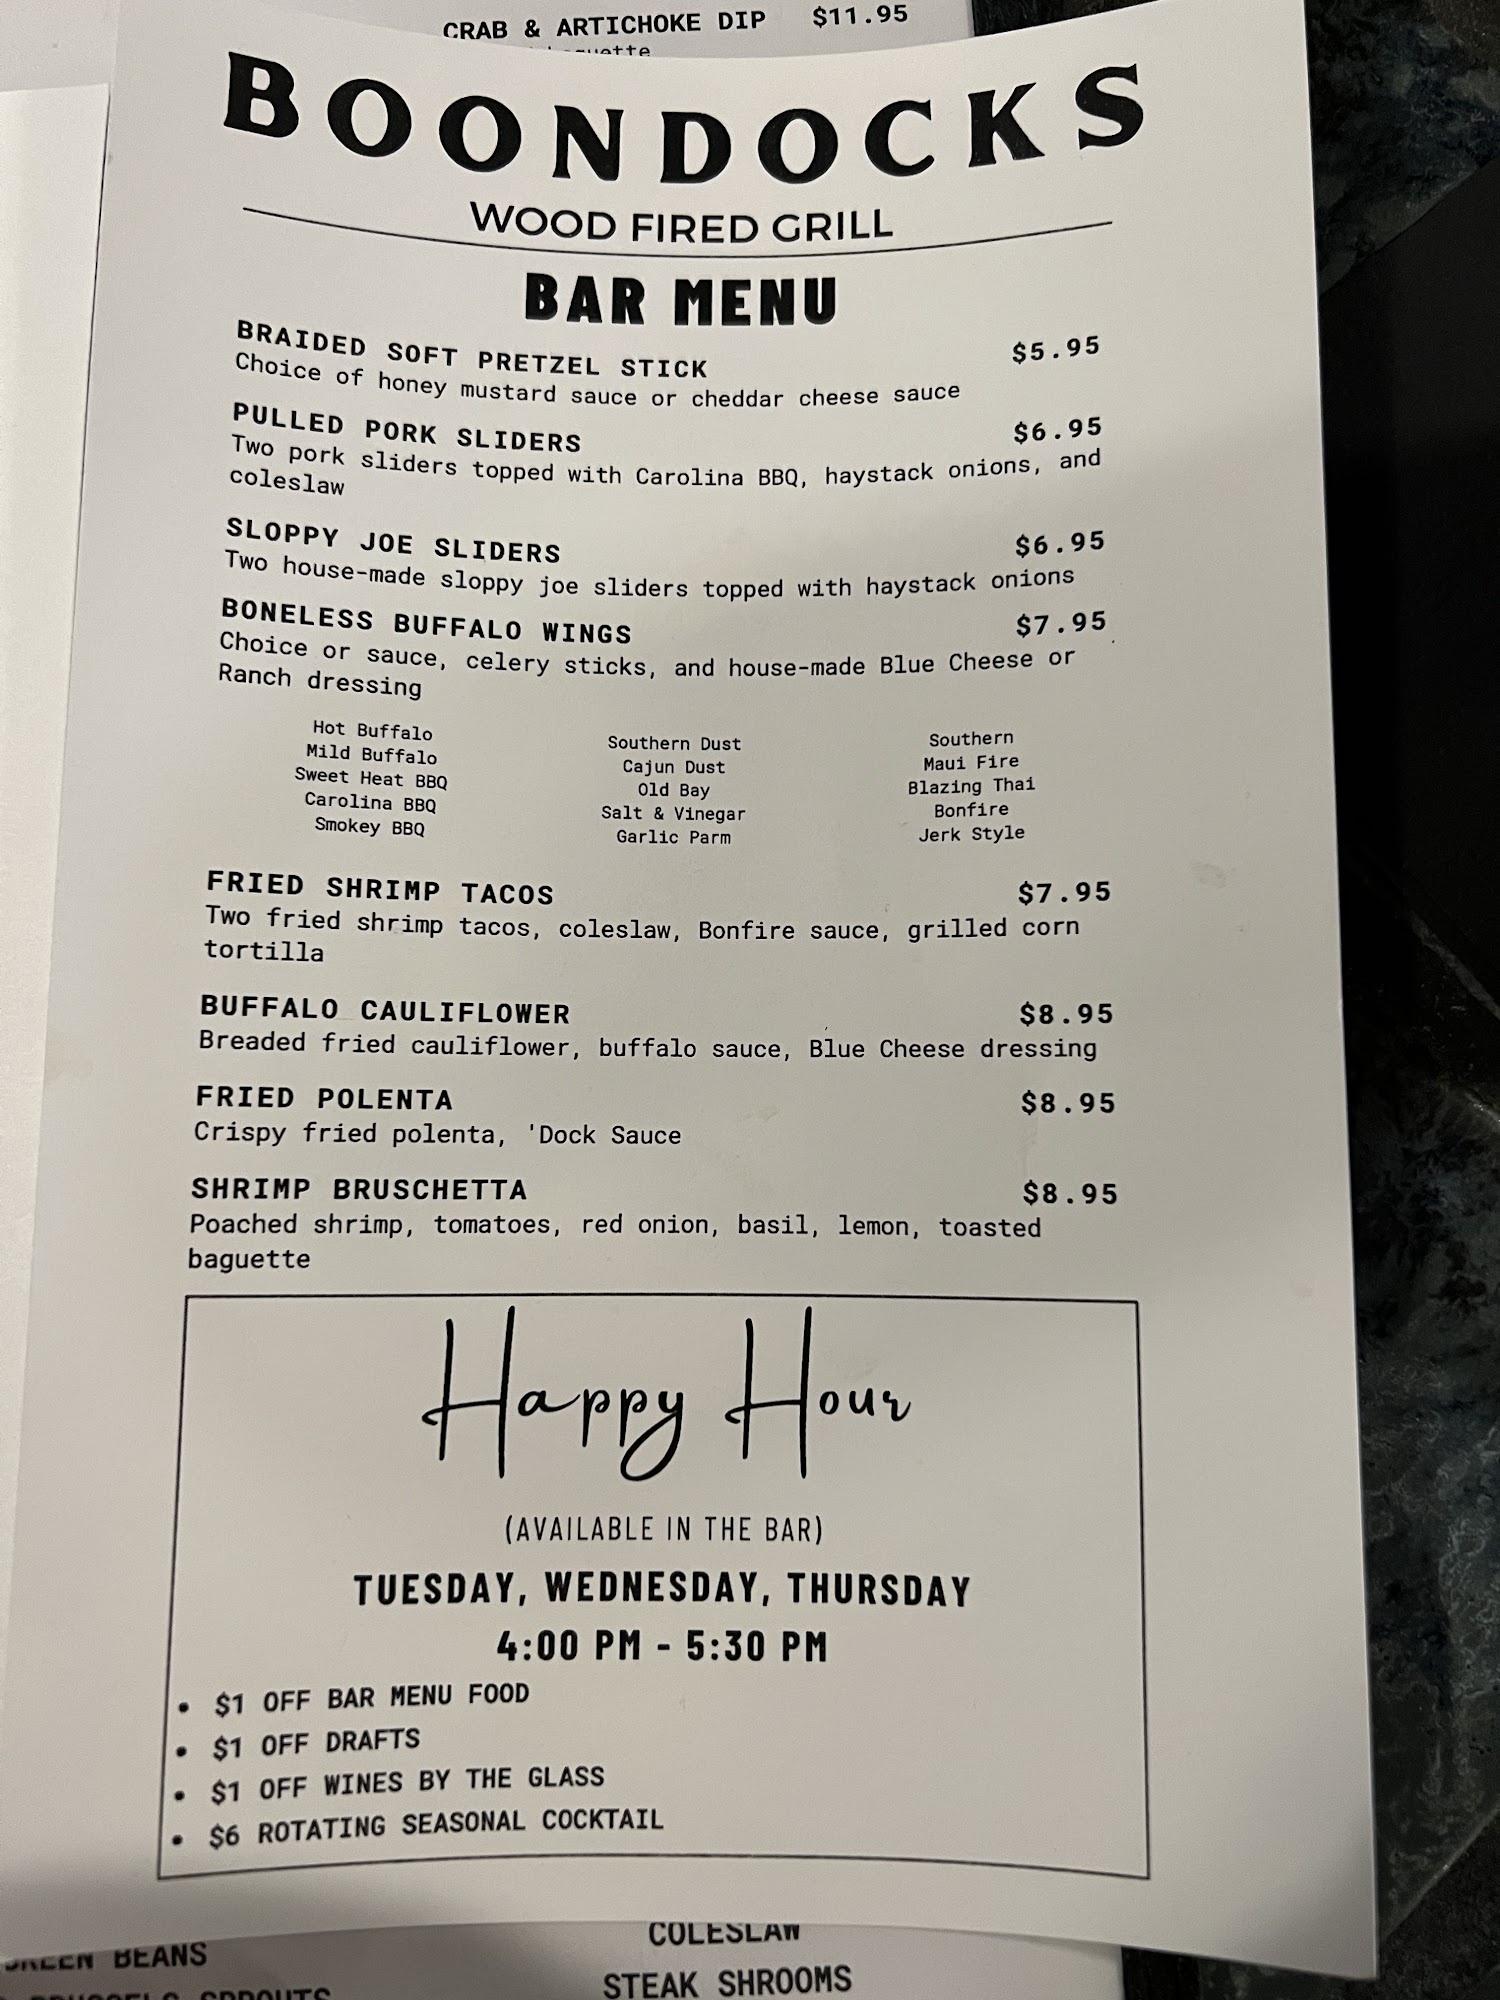 CRAB & ARTICHOKE DIP $11.95
BOONDOCKS
WOOD FIRED GRILL
BAR MENU
BRAIDED SOFT PRETZEL STICK $5.95
Choice of honey mustard sauce or cheddar cheese sauce
PULLED PORK SLIDERS $6.95
Two pork sliders topped with Carolina BBQ, haystack onions, and
coleslaw
SLOPPY JOE SLIDERS $6.95
Two house-made sloppy joe sliders topped with haystack onions
BONELESS BUFFALO WINGS $7.95
Choice or sauce, celery sticks, and house-made Blue Cheese or
Ranch dressing
Hot Buffalo
Mild Buffalo
Sweet Heat BBQ
Carolina BBQ
Smokey BBQ
Southern Dust
Cajun Dust
Old Bay
Salt & Vinegar
Garlic Parm
Southern
Maui Fire
Blazing Thai
Bonfire
Jerk Style
FRIED SHRIMP TACOS $7.95
Two fried shrimp tacos, coleslaw, Bonfire sauce, grilled corn
tortilla
BUFFALO CAULIFLOWER $8.95
Breaded fried cauliflower, buffalo sauce, Blue Cheese dressing
FRIED POLENTA $8.95
Crispy fried polenta, 'Dock Sauce
SHRIMP BRUSCHETTA $8.95
Poached shrimp, tomatoes, red onion, basil, lemon, toasted
baguette
Happy Hour
(AVAILABLE IN THE BAR)
TUESDAY, WEDNESDAY, THURSDAY
4:00 PM - 5:30 PM
• $1 OFF BAR MENU FOOD
• $1 OFF DRAFTS
• $1 OFF WINES BY THE GLASS
• $6 ROTATING SEASONAL COCKTAIL
COLESLAW
GREEN BEANS
STEAK SHROOMS
BRUSSELS SPROUTS